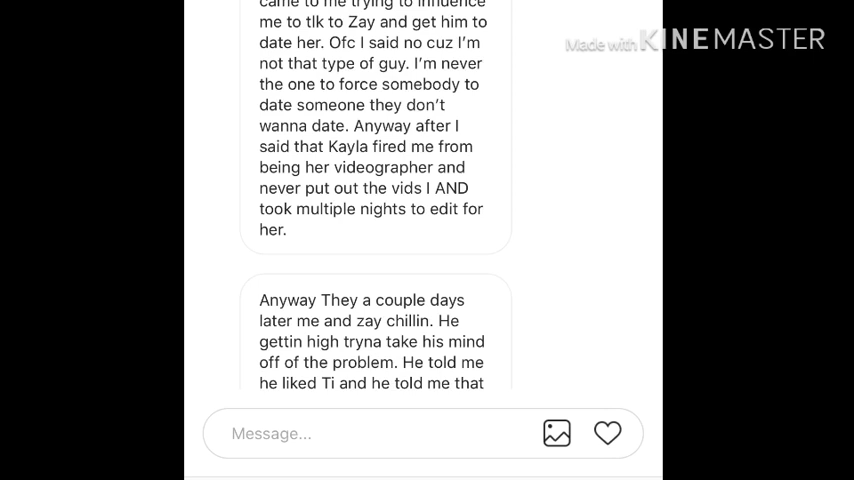 came to me trying to influence
me to tlk to Zay and get him to
date her. Ofc I said no cuz I'm
not that type of guy. I'm never
the one to force somebody to
date someone they don't
wanna date. Anyway after I
said that Kayla fired me from
being her videographer and
never put out the vids I AND
took multiple nights to edit for
her.
Anyway They a couple days
later me and zay chillin. He
gettin high tryna take his mind
off of the problem. He told me
he liked Ti and he told me that
Message...
Made with KINEMASTER